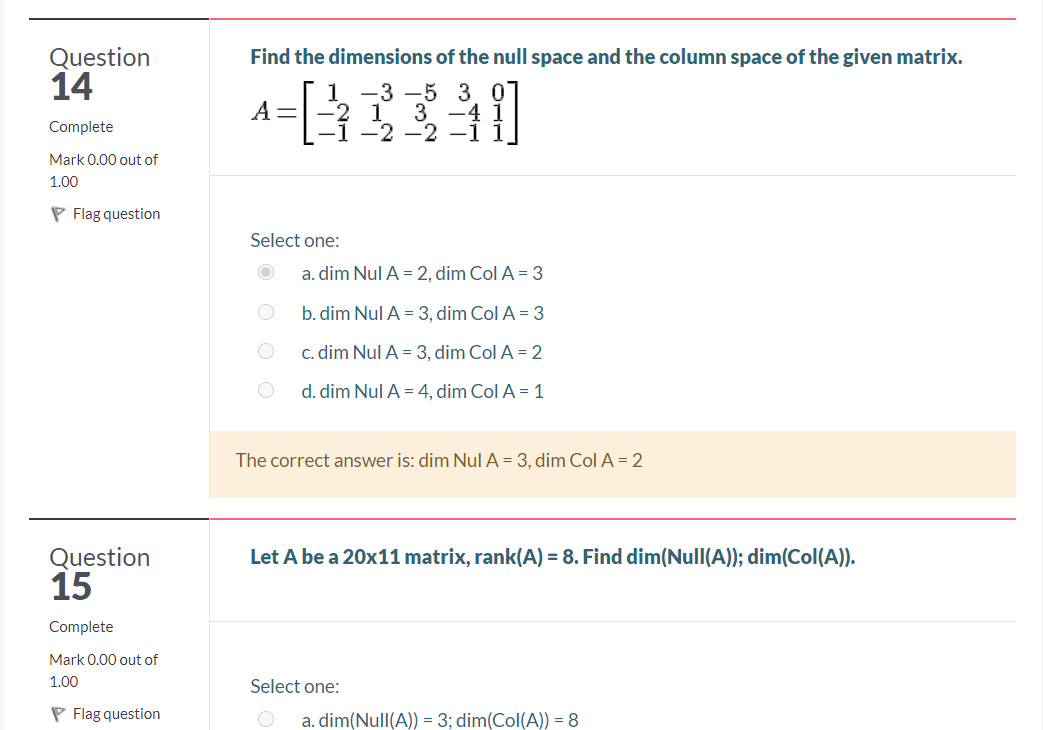 Question
14
Complete
Mark 0.00 out of
1.00
Flag question
Find the dimensions of the null space and the column space of the given matrix.
1 −3 −5 3 0
A = −2 1 3 −4 1
−1 −2 −2 −1 1
Select one:
a. dim Nul A = 2, dim Col A = 3
b. dim Nul A = 3, dim Col A = 3
c. dim Nul A = 3, dim Col A = 2
d. dim Nul A = 4, dim Col A = 1
The correct answer is: dim Nul A = 3, dim Col A = 2
Question
15
Complete
Mark 0.00 out of
1.00
Flag question
Let A be a 20x11 matrix, rank(A) = 8. Find dim(Null(A)); dim(Col(A)).
Select one:
a. dim(Null(A)) = 3; dim(Col(A)) = 8